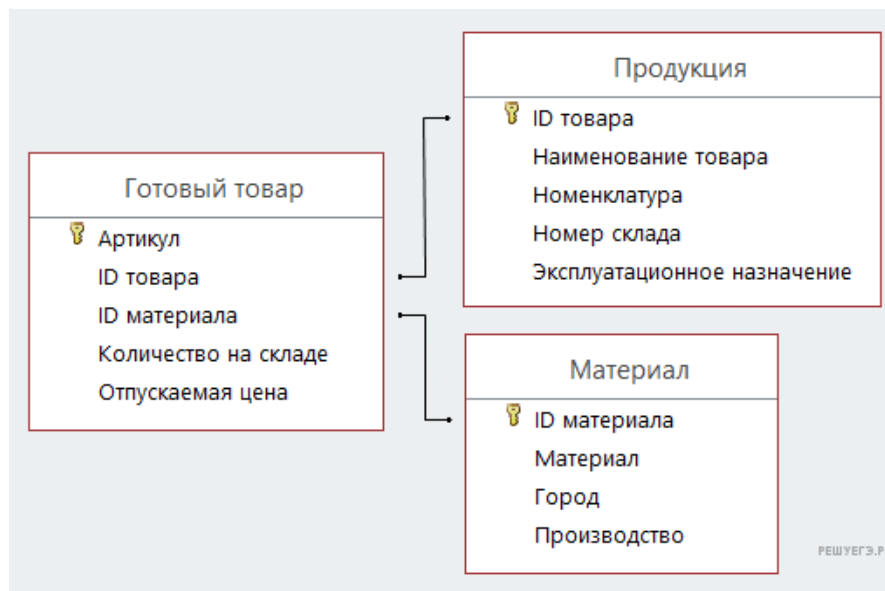 Продукция
ID товара
Наименование товара
Номенклатура
Номер склада
Эксплуатационное назначение
Готовый товар
Артикул
ID товара
ID материала
Количество на складе
Отпускаемая цена
Материал
ID материала
Материал
Город
Производство
РЕШУЕГЭ.Р